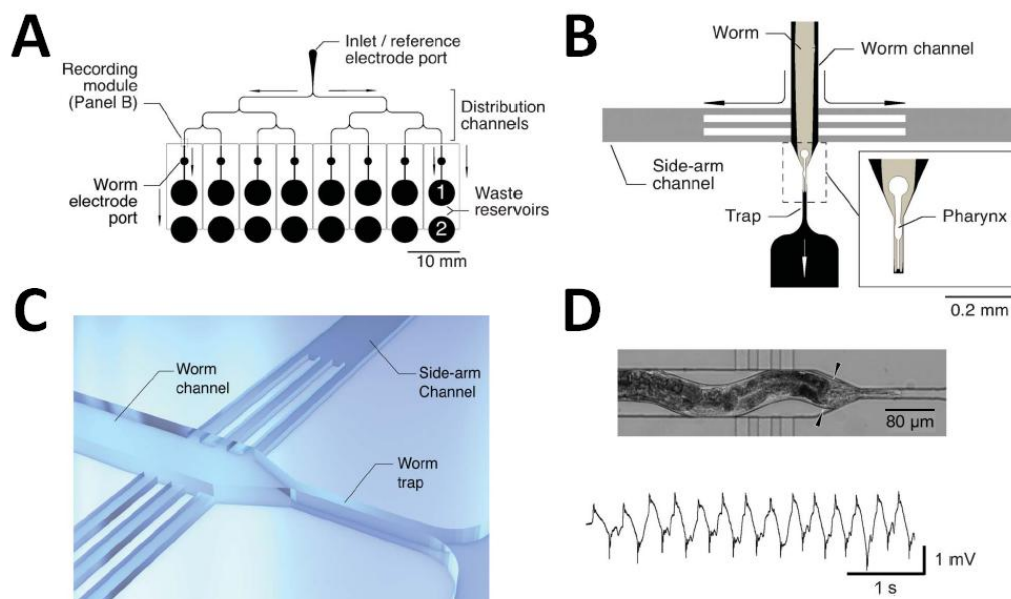 A
Inlet / reference
electrode port
Recording
module
(Panel B)
Distribution
channels
Worm
electrode
port
1
2
Waste
reservoirs
10 mm
B
Worm
Worm channel
Side-arm
channel
Trap
Pharynx
0.2 mm
C
Worm
channel
Side-arm
Channel
Worm
trap
D
80 µm
1 mV
1 s